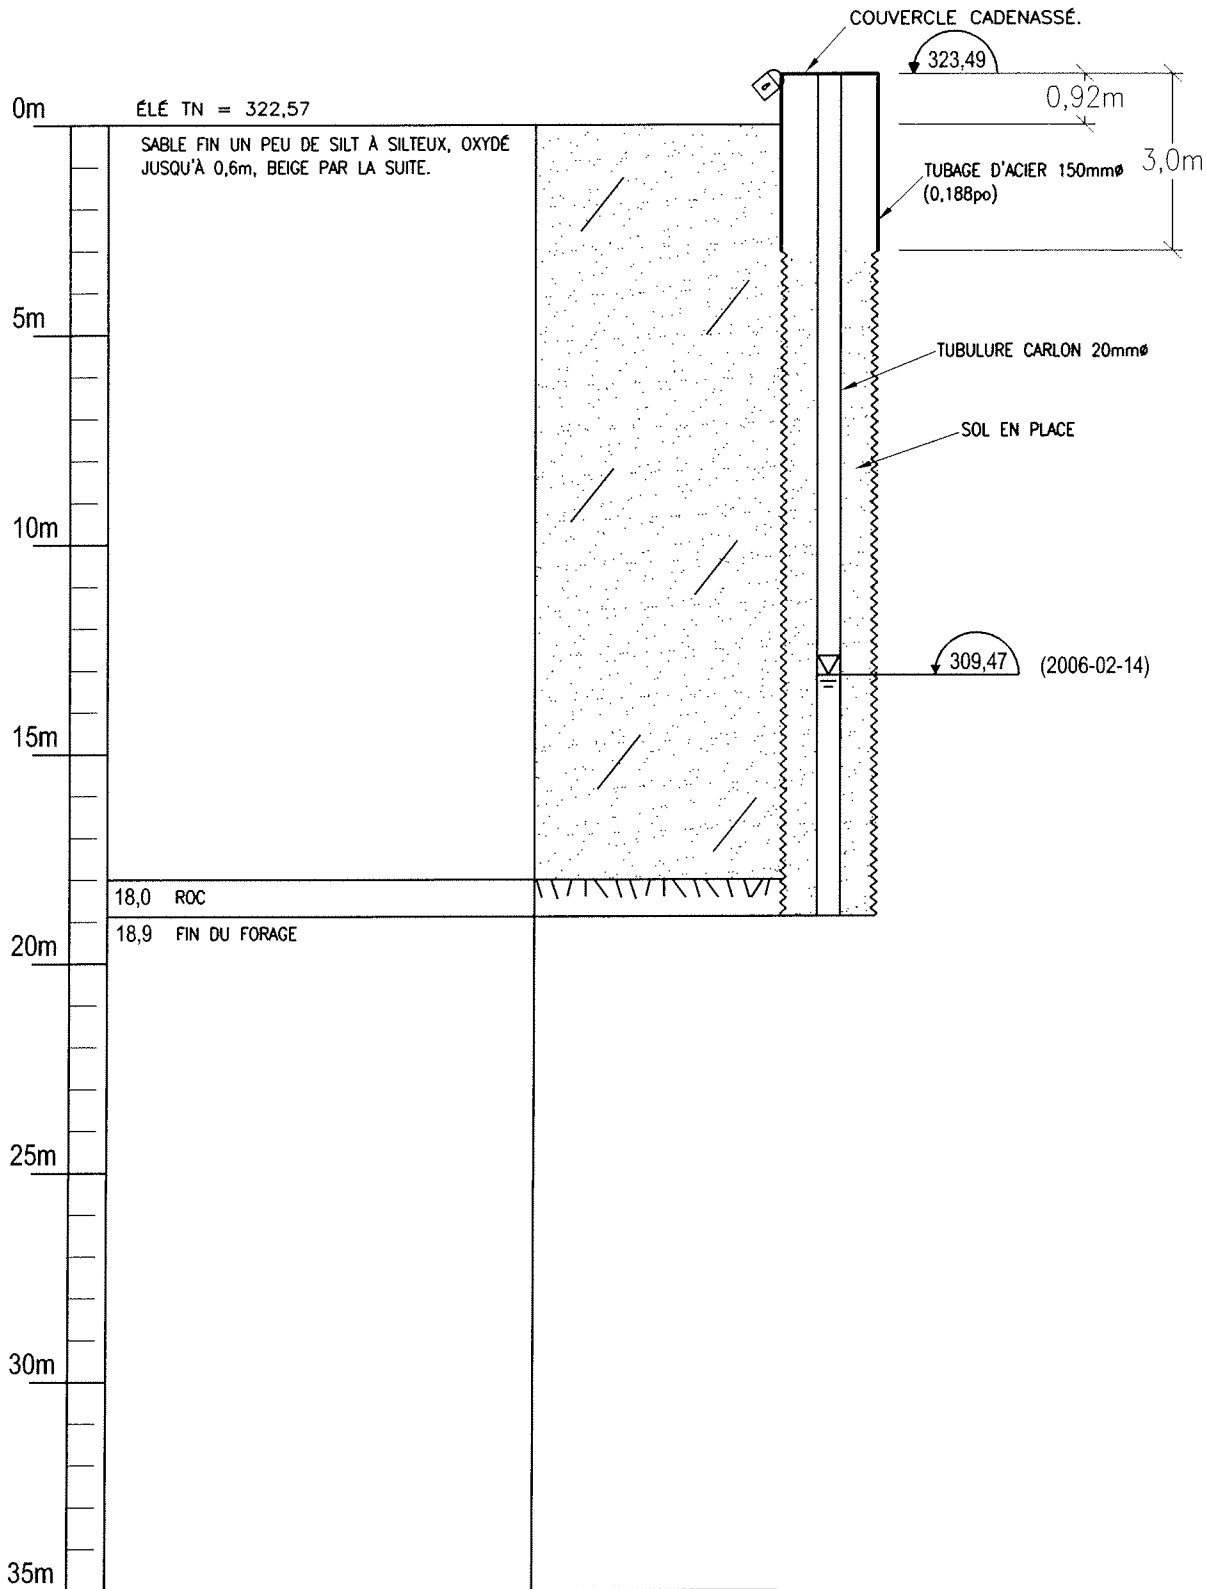 COUVERCLE CADENASSÉ.
323,49
0,92m
3,0m
0m
ÉLÉ TN = 322,57
SABLE FIN UN PEU DE SILT À SILTEUX, OXYDÉ
JUSQU'À 0,6m, BEIGE PAR LA SUITE.
TUBAGE D'ACIER 150mmø
(0,188po)
5m
TUBULURE CARLON 20mmø
SOL EN PLACE
10m
309,47 (2006-02-14)
15m
18,0 ROC
18,9 FIN DU FORAGE
20m
25m
30m
35m